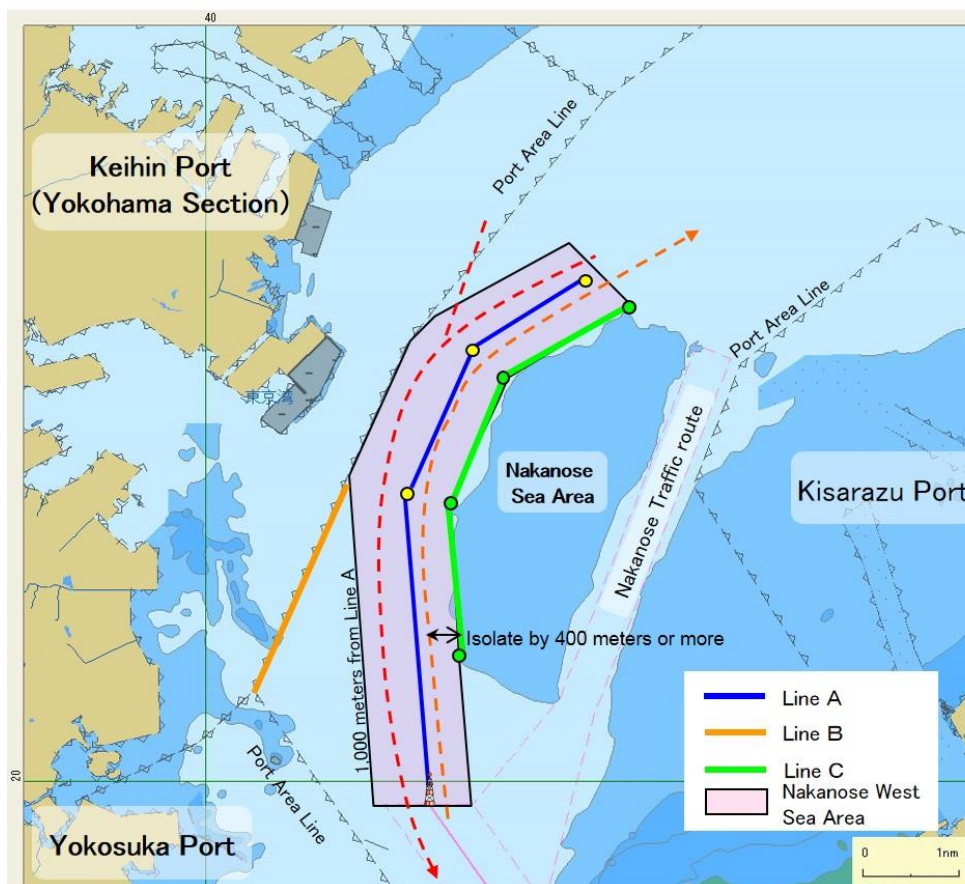 40
Keihin Port
(Yokohama Section)
Port Area Line
Port Area Line
東京湾
Nakanose
Sea Area
Kisarazu Port
Nakanose Traffic route
1,000 meters from Line A
Isolate by 400 meters or more
Line A
Line B
Line C
Nakanose West
Sea Area
20
Port Area Line
Yokosuka Port
0 1nm